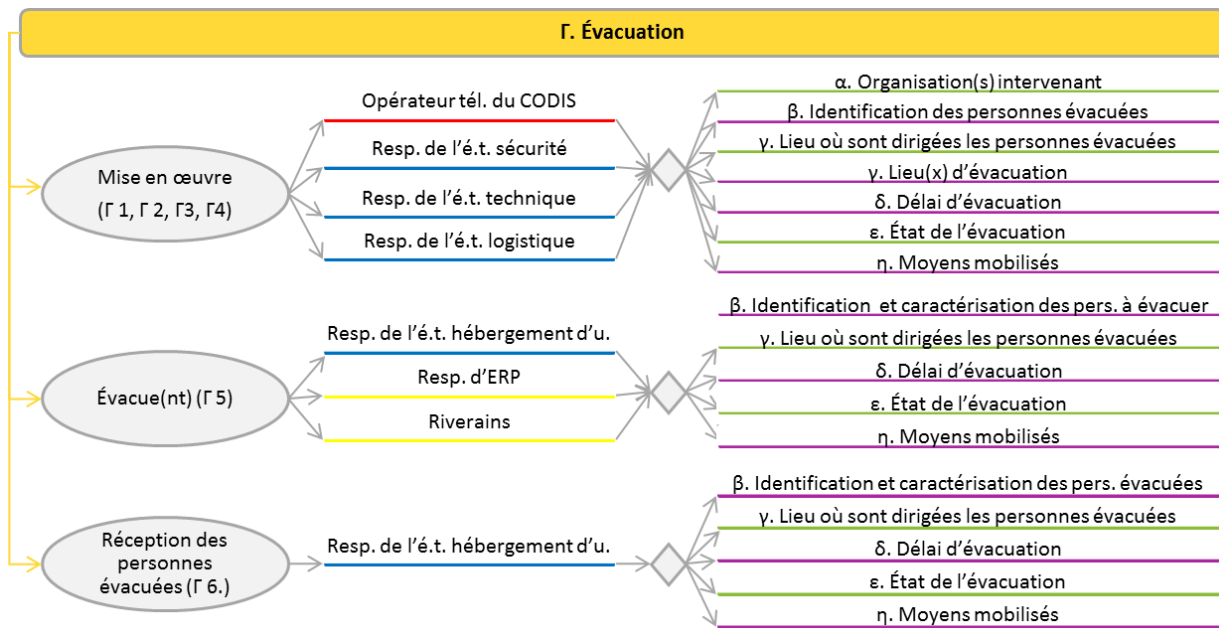 Γ. Évacuation
Mise en œuvre
(Γ 1, Γ 2, Γ3, Γ4)
Opérateur tél. du CODIS
Resp. de l’é.t. sécurité
Resp. de l’é.t. technique
Resp. de l’é.t. logistique
α. Organisation(s) intervenant
β. Identification des personnes évacuées
γ. Lieu où sont dirigées les personnes évacuées
γ. Lieu(x) d’évacuation
δ. Délai d’évacuation
ε. État de l’évacuation
η. Moyens mobilisés
Évacue(nt) (Γ 5)
Resp. de l’é.t. hébergement d’u.
Resp. d’ERP
Riverains
β. Identification et caractérisation des pers. à évacuer
γ. Lieu où sont dirigées les personnes évacuées
δ. Délai d’évacuation
ε. État de l’évacuation
η. Moyens mobilisés
Réception des
personnes
évacuées (Γ 6.)
Resp. de l’é.t. hébergement d’u.
β. Identification et caractérisation des pers. évacuées
γ. Lieu où sont dirigées les personnes évacuées
δ. Délai d’évacuation
ε. État de l’évacuation
η. Moyens mobilisés